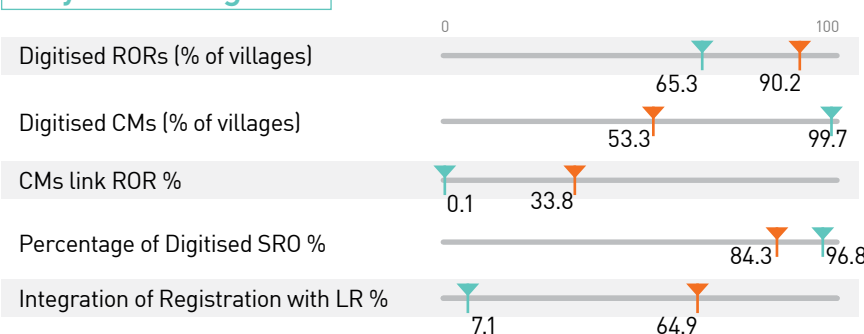 0 100
Digitised RORs (% of villages)
65.3 90.2
Digitised CMs (% of villages)
53.3 99.7
CMs link ROR %
0.1 33.8
Percentage of Digitised SRO %
84.3 96.8
Integration of Registration with LR %
7.1 64.9